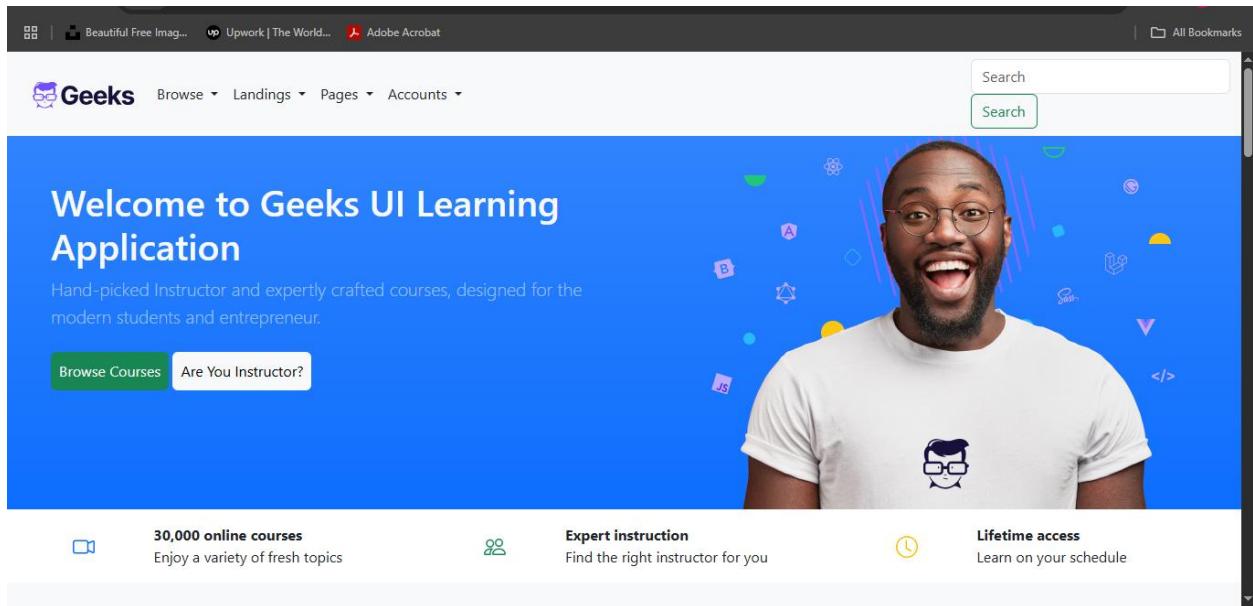 Beautiful Free Imag...
up
Upwork | The World...
Adobe Acrobat
All Bookmarks
Geeks
Browse
Landings
Pages
Accounts
Search
Search
Welcome to Geeks UI Learning
Application
Hand-picked Instructor and expertly crafted courses, designed for the
modern students and entrepreneur.
Browse Courses
Are You Instructor?
A
B
Sass
JS
</>
30,000 online courses
Enjoy a variety of fresh topics
Expert instruction
Find the right instructor for you
Lifetime access
Learn on your schedule